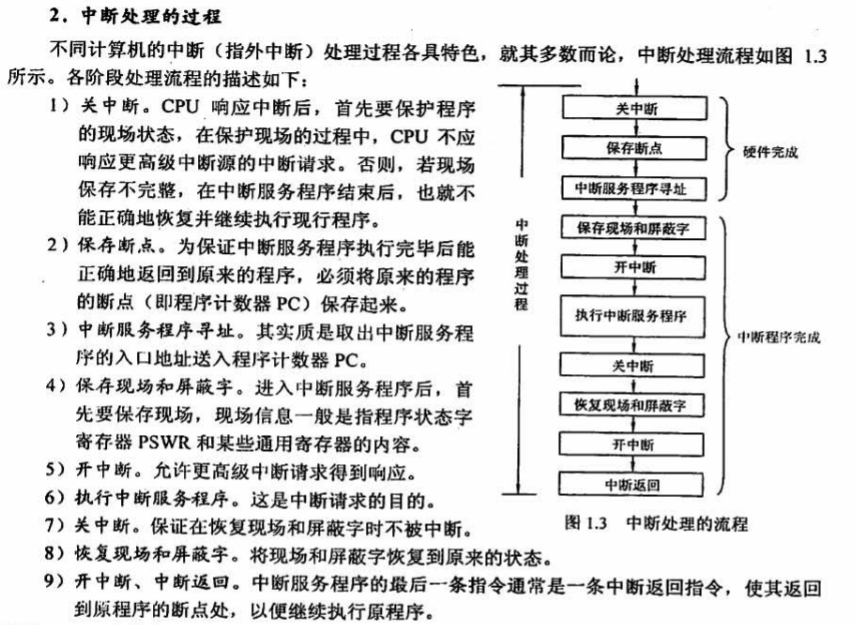 2．中断处理的过程
不同计算机的中断（指外中断）处理过程各具特色，就其多数而论，中断处理流程如图 1.3
所示。各阶段处理流程的描述如下：
1）关中断。CPU 响应中断后，首先要保护程序
的现场状态，在保护现场的过程中，CPU 不应
响应更高级中断源的中断请求。否则，若现场
保存不完整，在中断服务程序结束后，也就不
能正确地恢复并继续执行现行程序。
2）保存断点。为保证中断服务程序执行完毕后能
正确地返回到原来的程序，必须将原来的程序
的断点（即程序计数器 PC）保存起来。
3）中断服务程序寻址。其实质是取出中断服务程
序的入口地址送入程序计数器 PC。
4）保存现场和屏蔽字。进入中断服务程序后，首
先要保存现场，现场信息一般是指程序状态字
寄存器 PSWR 和某些通用寄存器的内容。
5）开中断。允许更高级中断请求得到响应。
6）执行中断服务程序。这是中断请求的目的。
7）关中断。保证在恢复现场和屏蔽字时不被中断。
8）恢复现场和屏蔽字。将现场和屏蔽字恢复到原来的状态。
9）开中断、中断返回。中断服务程序的最后一条指令通常是一条中断返回指令，使其返回
到原程序的断点处，以便继续执行原程序。
中断处理过程
关中断
保存断点
中断服务程序寻址
保存现场和屏蔽字
开中断
执行中断服务程序
关中断
恢复现场和屏蔽字
开中断
中断返回
硬件完成
中断程序完成
图 1.3 中断处理的流程